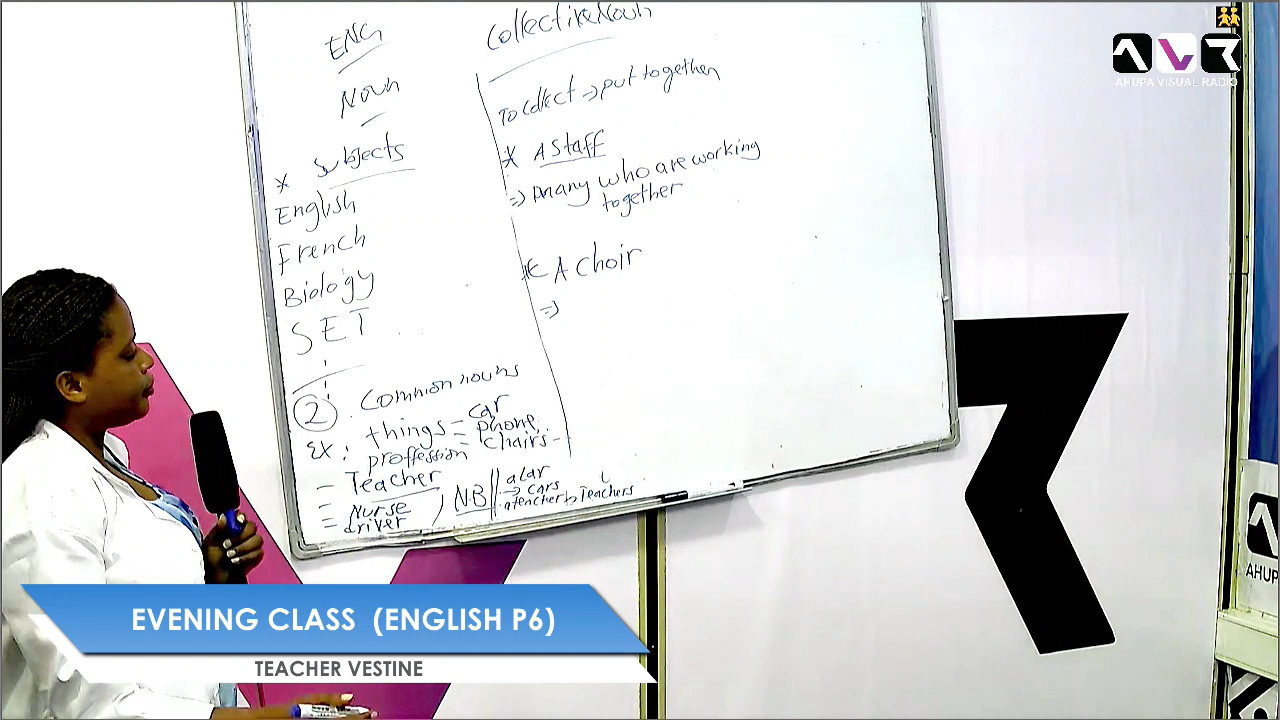 ENG
Noun
* Subjects
English
French
Biology
SET
2. Common nouns
Ex: things = car
= phone
proffession = chairs
- Teacher
= Nurse
= driver
N.B
a car
→ cars
a teacher → Teachers
Collective Noun
To collect → put together
* A Staff
=> Many who are working
together
* A choir
=>
AHUPA VISUAL RADIO
AHUPA
EVENING CLASS (ENGLISH P6)
TEACHER VESTINE